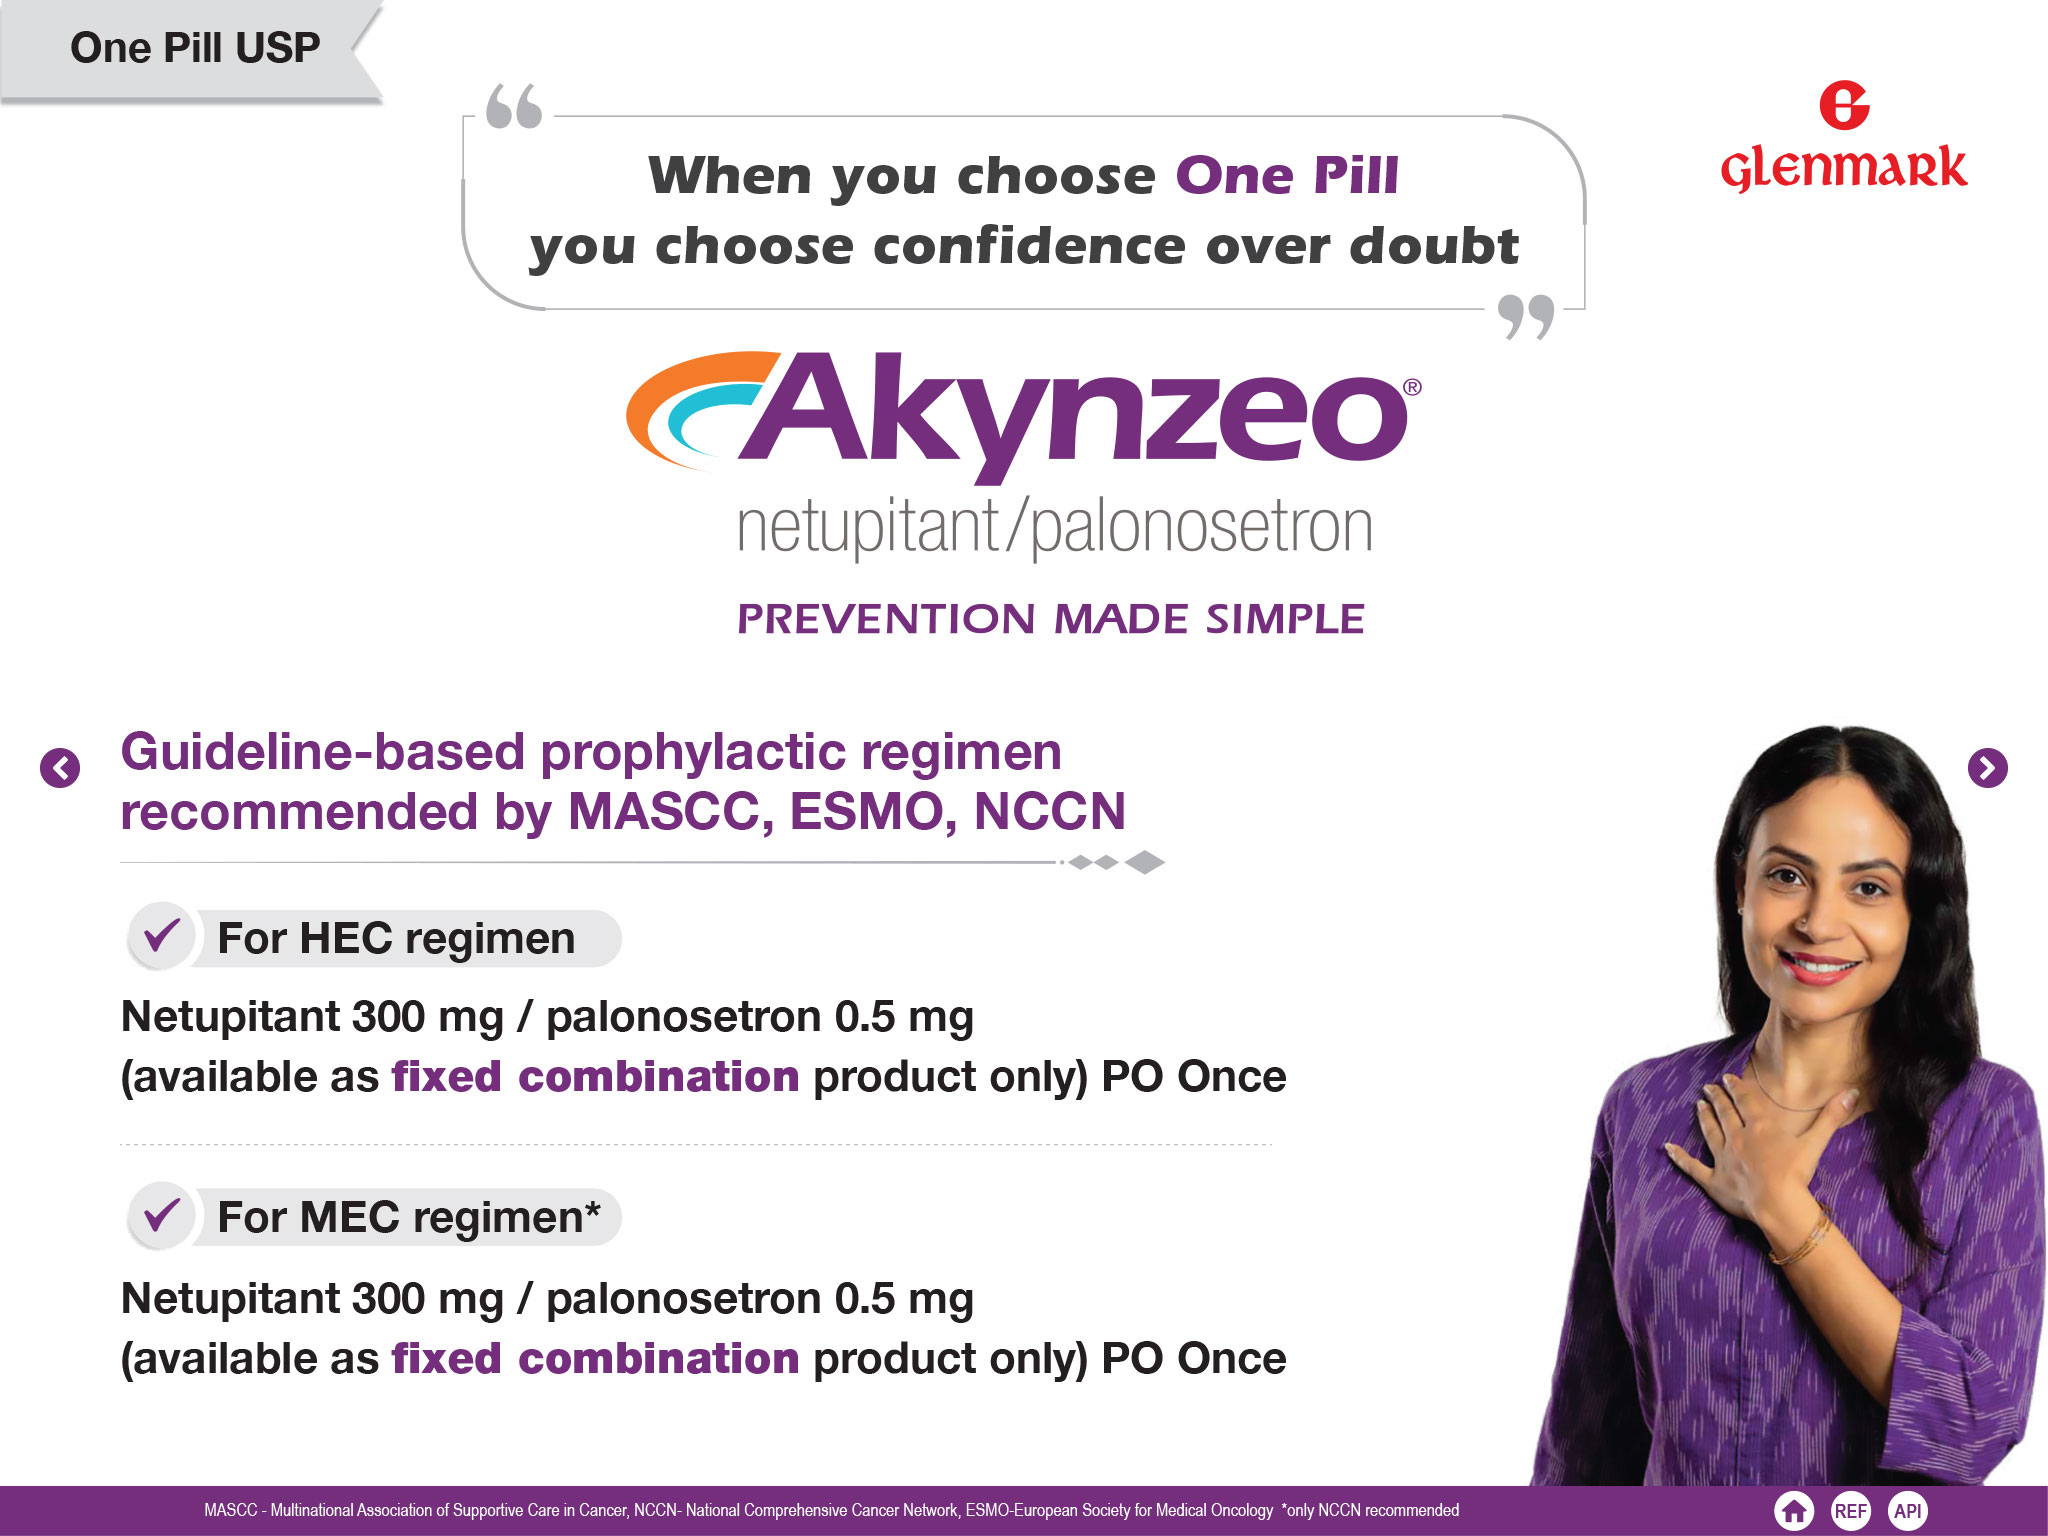 One Pill USP
“
When you choose One Pill
you choose confidence over doubt
”
GLENMARK
Akynzeo®
netupitant/palonosetron
PREVENTION MADE SIMPLE
Guideline-based prophylactic regimen
recommended by MASCC, ESMO, NCCN
For HEC regimen
Netupitant 300 mg / palonosetron 0.5 mg
(available as fixed combination product only) PO Once
For MEC regimen*
Netupitant 300 mg / palonosetron 0.5 mg
(available as fixed combination product only) PO Once
MASCC - Multinational Association of Supportive Care in Cancer, NCCN- National Comprehensive Cancer Network, ESMO-European Society for Medical Oncology *only NCCN recommended
REF
API